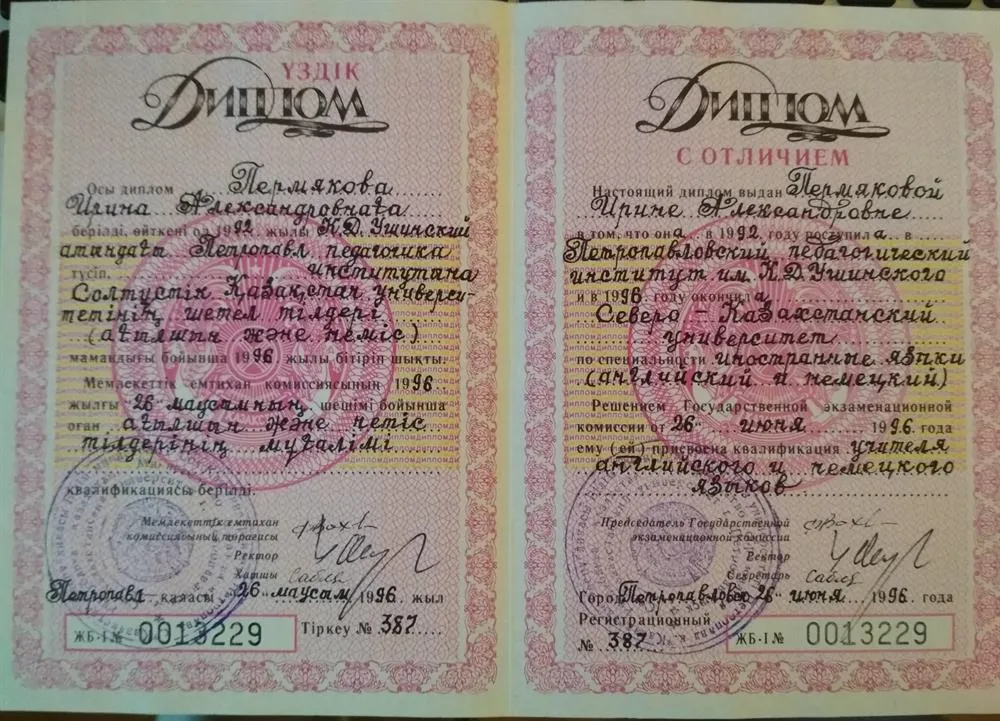 ҮЗДІК
ДИПЛОМ
Осы диплом Пермякова
Ирина Александровнаға
берілді, өйткені ол 1992 жылы К.Д.Ушинский
атындағы Петропавл педагогика
түсіп, институтына
Солтүстік Қазақстан университетінің шетел тілдері
(ағылшын және неміс)
мамандығы бойынша 1996 жылы бітіріп шықты.
Мемлекеттік емтихан комиссиясының 1996
жылғы 26 маусымның шешімі бойынша
оған ағылшын және неміс
тілдерінің мұғалімі
квалификациясы берілді.
Мемлекеттік емтихан
комиссиябының төрағасы
Ректор
Хатшы
Петропавл қаласы "26" маусым 1996 жыл
ЖБ-I № 0013229 Тіркеу № 387
ДИПЛОМ
С ОТЛИЧИЕМ
Настоящий диплом выдан Пермяковой
Ирине Александровне
в том, что она в 1992 году поступила в
Петропавловский педагогический
институт им. К.Д.Ушинского
и в 1996 году окончила
Северо-Казахстанский
университет
по специальности иностранные языки
(английский и немецкий)
Решением Государственной экзаменационной
комиссии от 26" июня 1996 года
ему (ей) присвоена квалификация учителя
английского и немецкого
языков
Председатель Государственной
экзаменационной комиссии
Ректор
Секретарь
Город Петропавловск 26" июня 1996 года
Регистрационный
№ 387 ЖБ-I № 0013229